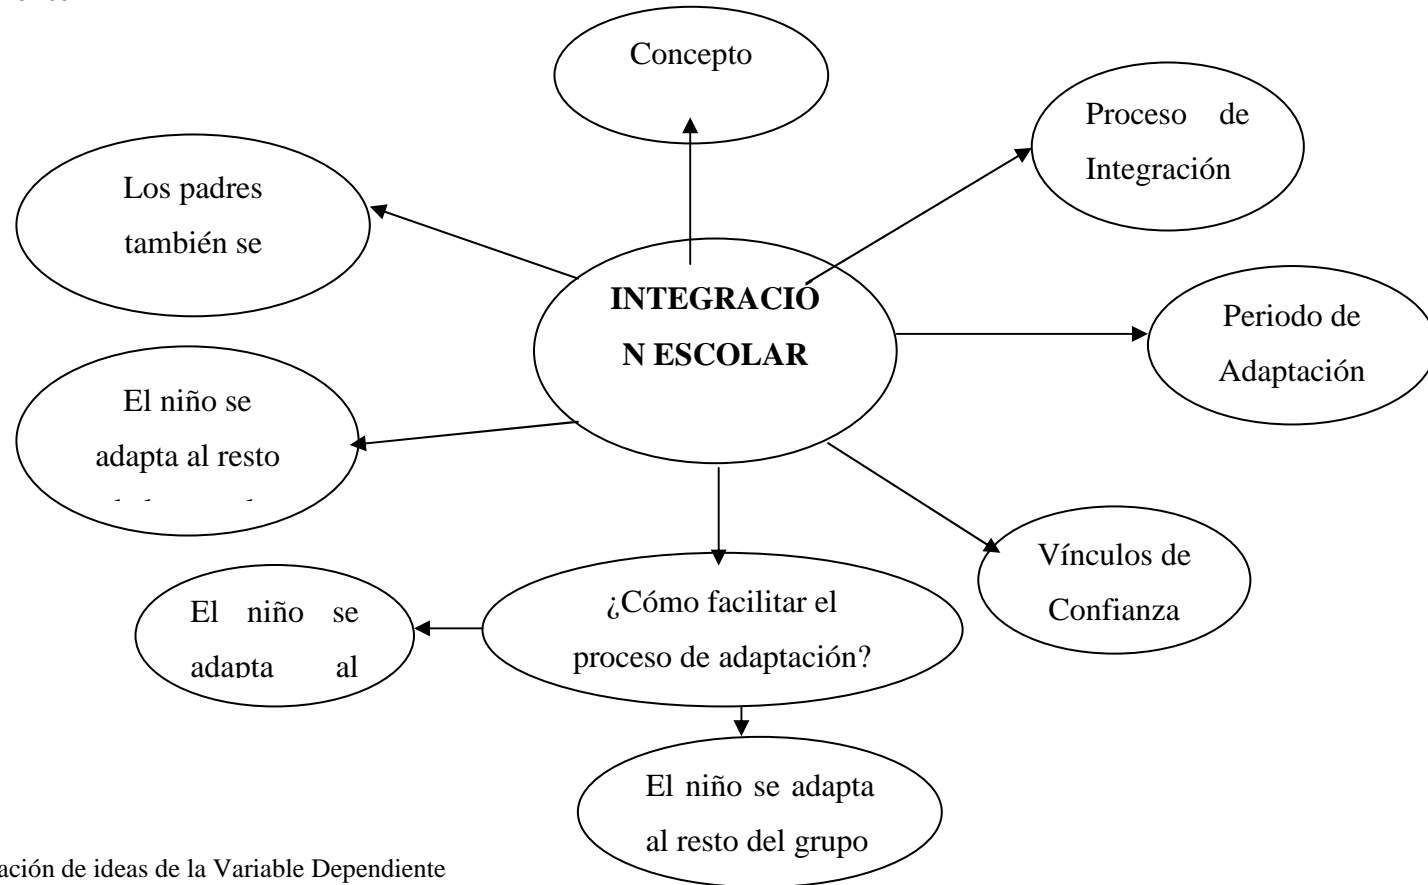 Concepto
Proceso de
Integración
Los padres
también se
INTEGRACIÓ
N ESCOLAR
Periodo de
Adaptación
El niño se
adapta al resto
Vínculos de
Confianza
¿Cómo facilitar el
proceso de adaptación?
El niño se
adapta al
El niño se adapta
al resto del grupo
ación de ideas de la Variable Dependiente